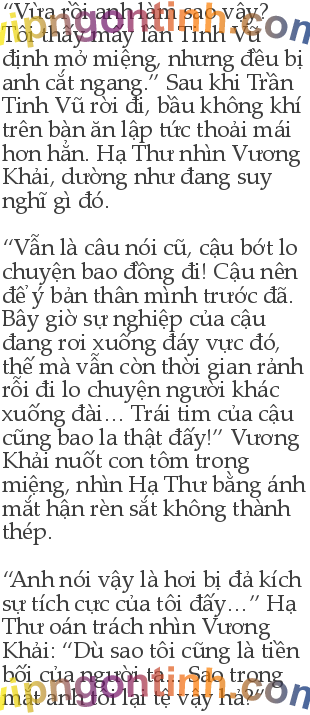 vipngontinh.com
“Vừa rồi anh làm sao vậy?
Tôi thấy mấy lần Tinh Vũ
định mở miệng, nhưng đều bị
anh cắt ngang.” Sau khi Trần
Tinh Vũ rời đi, bầu không khí
trên bàn ăn lập tức thoải mái
hơn hẳn. Hạ Thư nhìn Vương
Khải, dường như đang suy
nghĩ gì đó.
“Vẫn là câu nói cũ, cậu bớt lo
chuyện bao đồng đi! Cậu nên
để ý bản thân mình trước đã.
Bây giờ sự nghiệp của cậu
đang rơi xuống đáy vực đó,
thế mà vẫn còn thời gian rảnh
rỗi đi lo chuyện người khác
xuống đài... Trái tim của cậu
cũng bao la thật đấy!” Vương
Khải nuốt con tôm trong
miệng, nhìn Hạ Thư bằng ánh
mắt hận rèn sắt không thành
thép.
“Anh nói vậy là hơi bị đả kích
sự tích cực của tôi đấy...” Hạ
Thư oán trách nhìn Vương
Khải: “Dù sao tôi cũng là tiền
bối của người ta... Sao trong
mắt anh tôi lại tệ vậy hả?”
vipngontinh.com